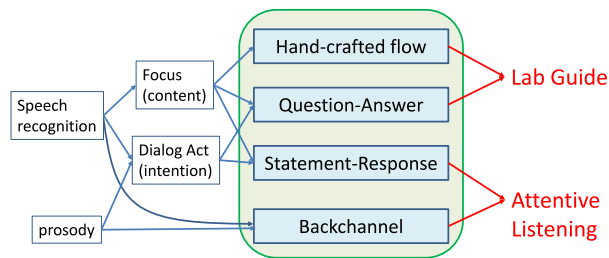 Speech
recognition
prosody
Focus
(content)
Dialog Act
(intention)
Hand-crafted flow
Question-Answer
Statement-Response
Backchannel
Lab Guide
Attentive
Listening